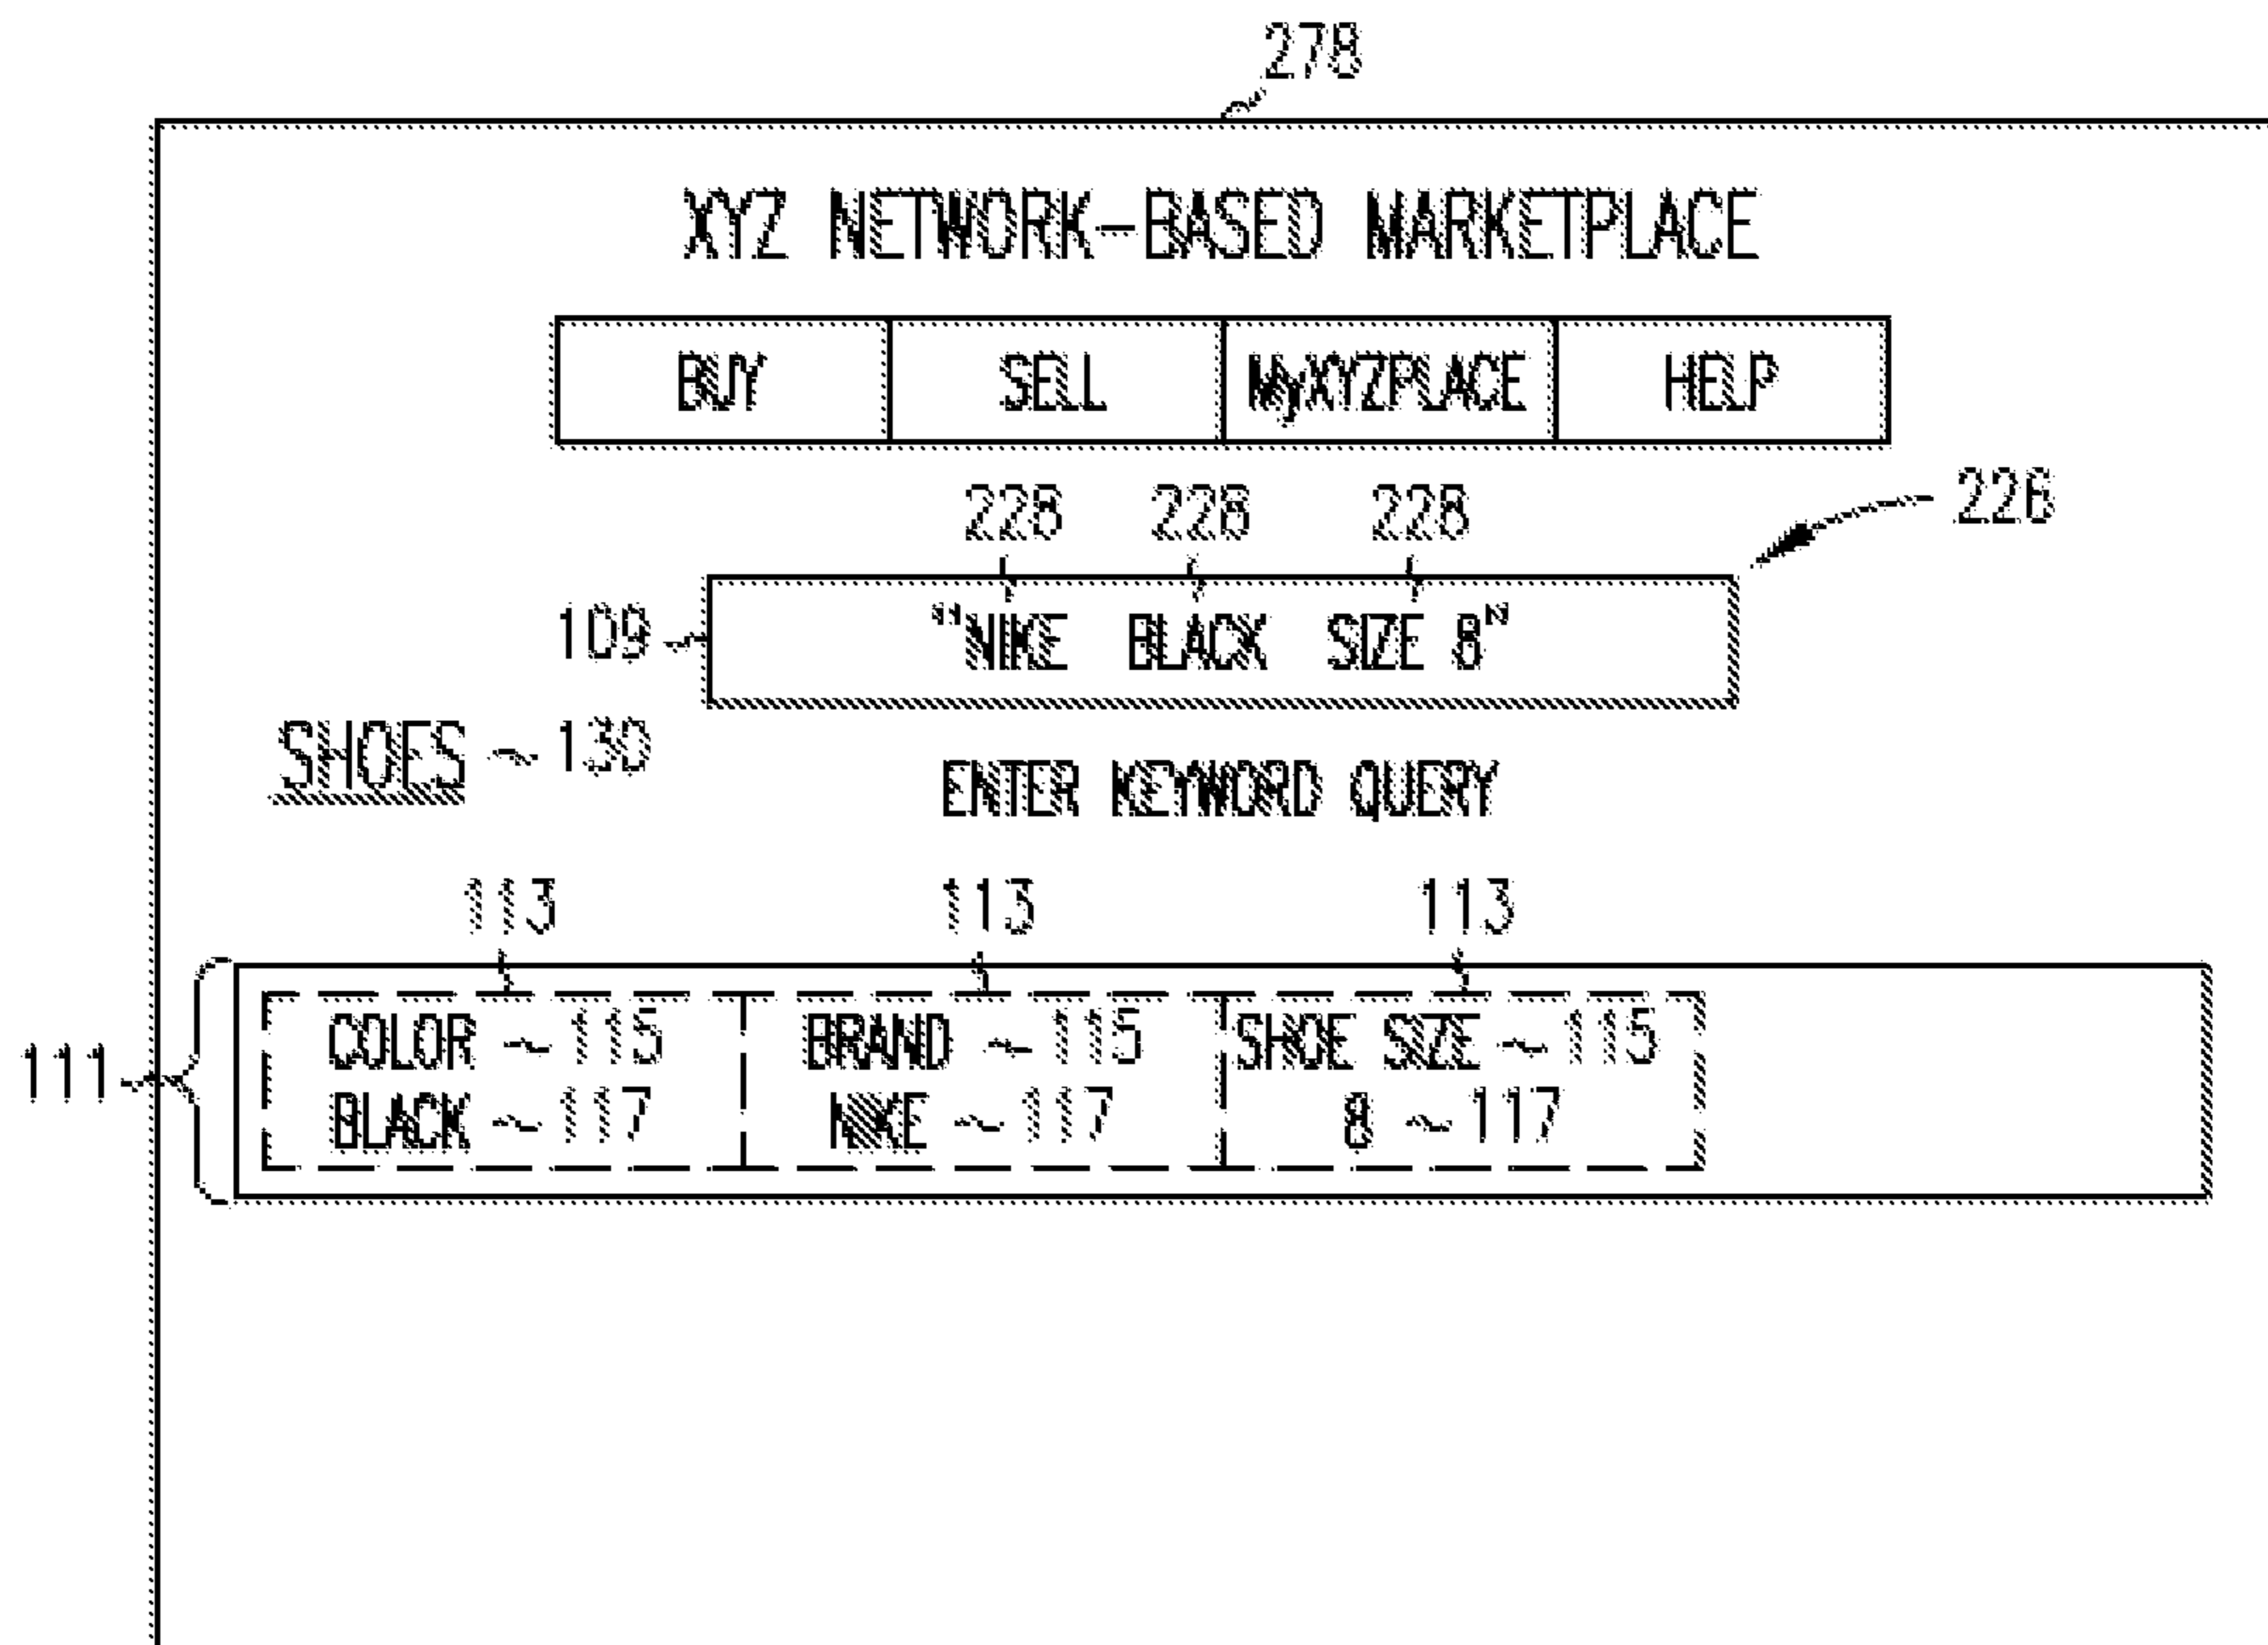 278
XYZ NETWORK-BASED MARKETPLACE
BUY SELL MyXYZPLACE HELP
228 228 228 226
109 "NIKE BLACK SIZE 8"
SHOES ~ 130
ENTER KEYWORD QUERY
113 113 113
COLOR ~ 115 BRAND ~ 115 SHOE SIZE ~ 115
111
BLACK ~ 117 NIKE ~ 117 8 ~ 117